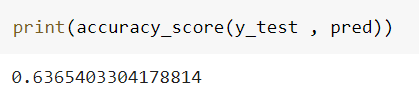 print(accuracy_score(y_test , pred))
0.6365403304178814